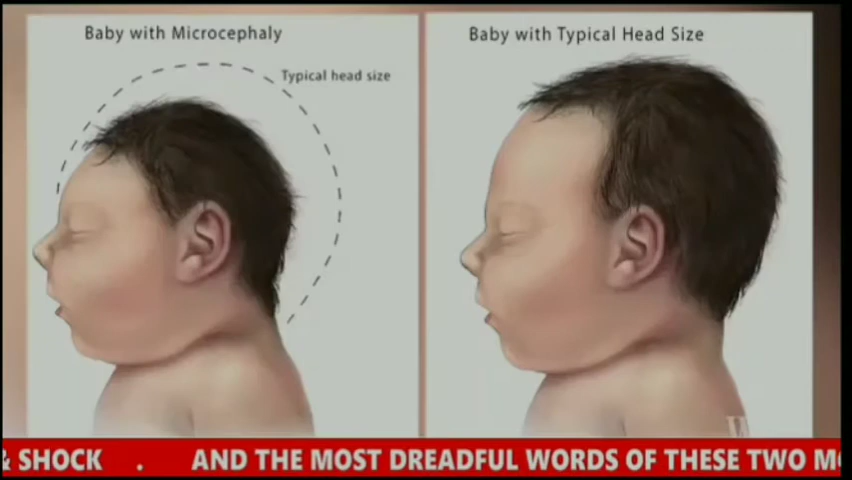 Baby with Microcephaly
Typical head size
Baby with Typical Head Size
& SHOCK . AND THE MOST DREADFUL WORDS OF THESE TWO